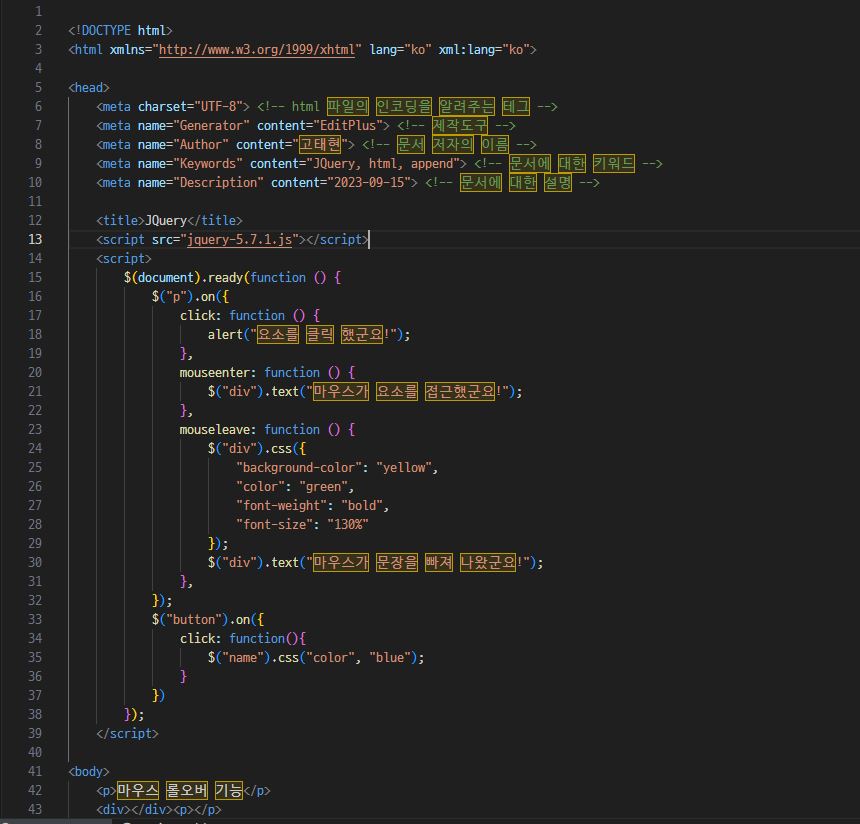 1
2 <!DOCTYPE html>
3 <html xmlns="http://www.w3.org/1999/xhtml" lang="ko" xml:lang="ko">
4
5 <head>
6 <meta charset="UTF-8"> <!-- html 파일의 인코딩을 알려주는 테그 -->
7 <meta name="Generator" content="EditPlus"> <!-- 제작도구 -->
8 <meta name="Author" content="고태현"> <!-- 문서 저자의 이름 -->
9 <meta name="Keywords" content="JQuery, html, append"> <!-- 문서에 대한 키워드 -->
10 <meta name="Description" content="2023-09-15"> <!-- 문서에 대한 설명 -->
11
12 <title>JQuery</title>
13 <script src="jquery-5.7.1.js"></script>
14 <script>
15 $(document).ready(function () {
16 $("p").on({
17 click: function () {
18 alert("요소를 클릭 했군요!");
19 },
20 mouseenter: function () {
21 $("div").text("마우스가 요소를 접근했군요!");
22 },
23 mouseleave: function () {
24 $("div").css({
25 "background-color": "yellow",
26 "color": "green",
27 "font-weight": "bold",
28 "font-size": "130%"
29 });
30 $("div").text("마우스가 문장을 빠져 나왔군요!");
31 },
32 });
33 $("button").on({
34 click: function(){
35 $("name").css("color", "blue");
36 }
37 })
38 });
39 </script>
40
41 <body>
42 <p>마우스 롤오버 기능</p>
43 <div></div><p></p>